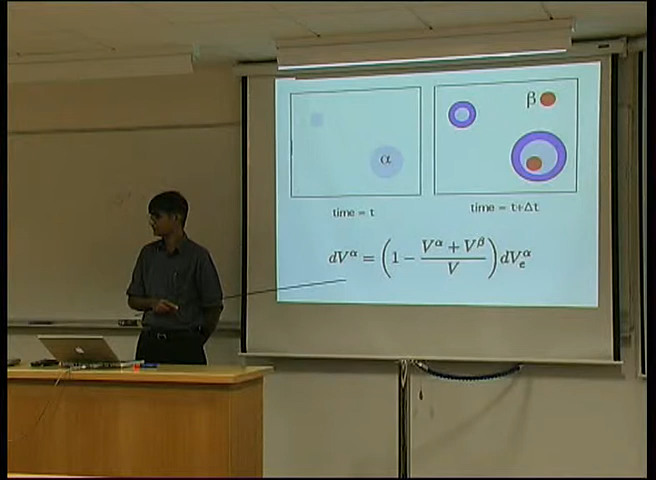 α
β
time = t
time = t+Δt
dV^α = (1 − (V^α + V^β)/V) dV_e^α